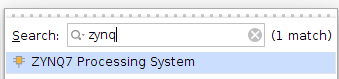 Search: zynq (1 match)
ZYNQ7 Processing System